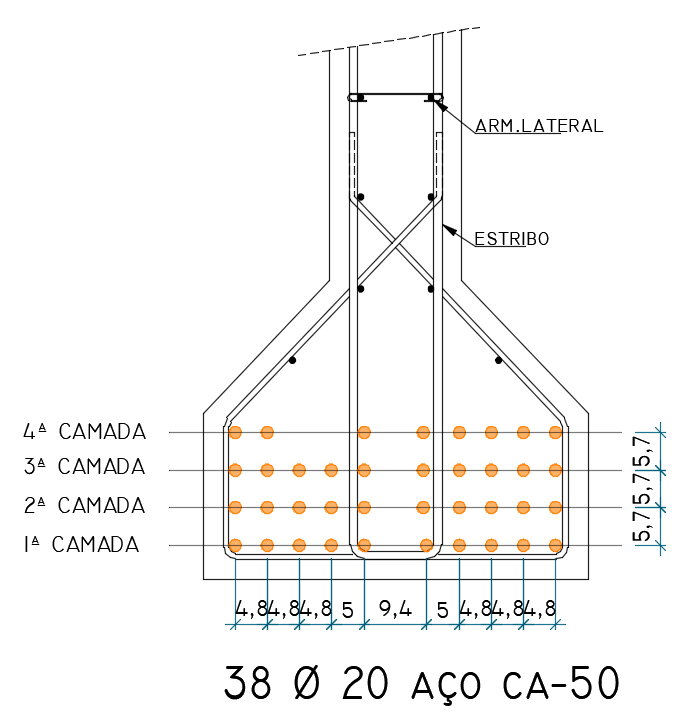 ARM.LATERAL
ESTRIBO
4ª CAMADA
3ª CAMADA
2ª CAMADA
1ª CAMADA
5,7
5,7
5,7
4,8 4,8 4,8 4,8 5 9,4 5 4,8 4,8 4,8
38 Ø 20 AÇO CA-50